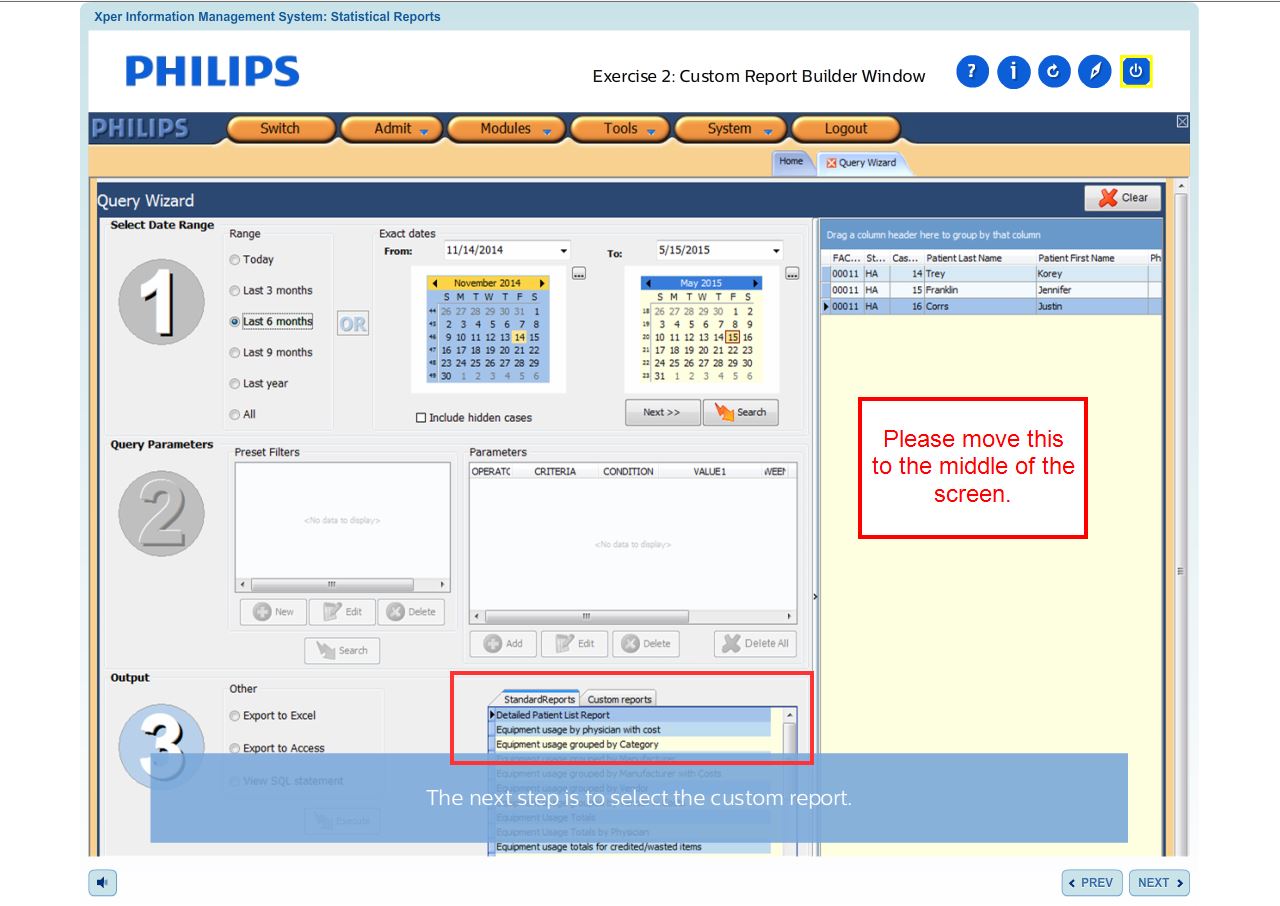 Xper Information Management System: Statistical Reports
PHILIPS
Exercise 2: Custom Report Builder Window
?
i
PHILIPS
Switch
Admit
Modules
Tools
System
Logout
Home
Query Wizard
Query Wizard
Clear
Select Date Range
1
Range
Today
Last 3 months
Last 6 months
Last 9 months
Last year
All
OR
Exact dates
From:
11/14/2014
To:
5/15/2015
...
...
November 2014
S M T W T F S
44 26 27 28 29 30 31 1
45 2 3 4 5 6 7 8
46 9 10 11 12 13 14 15
47 16 17 18 19 20 21 22
48 23 24 25 26 27 28 29
49 30 1 2 3 4 5 6
May 2015
S M T W T F S
18 26 27 28 29 30 1 2
19 3 4 5 6 7 8 9
20 10 11 12 13 14 15 16
21 17 18 19 20 21 22 23
22 24 25 26 27 28 29 30
23 31 1 2 3 4 5 6
Include hidden cases
Next >>
Search
Drag a column header here to group by that column
FAC... St... Cas... Patient Last Name Patient First Name Ph
00011 HA 14 Trey Korey
00011 HA 15 Franklin Jennifer
00011 HA 16 Corrs Justin
Please move this
to the middle of the
screen.
Query Parameters
2
Preset Filters
<No data to display>
New
Edit
Delete
Search
Parameters
OPERATC CRITERIA CONDITION VALUE1
<No data to display>
Add
Edit
Delete
Delete All
Output
3
Other
Export to Excel
Export to Access
View SQL statement
Execute
StandardReports
Custom reports
Detailed Patient List Report
Equipment usage by physician with cost
Equipment usage grouped by Category
Equipment usage grouped by Manufacturer
Equipment usage grouped by Manufacturer with Costs
Equipment usage grouped by Vendor
Equipment Usage Totals
Equipment Usage Totals by Physician
Equipment usage totals for credited/wasted items
The next step is to select the custom report.
PREV
NEXT